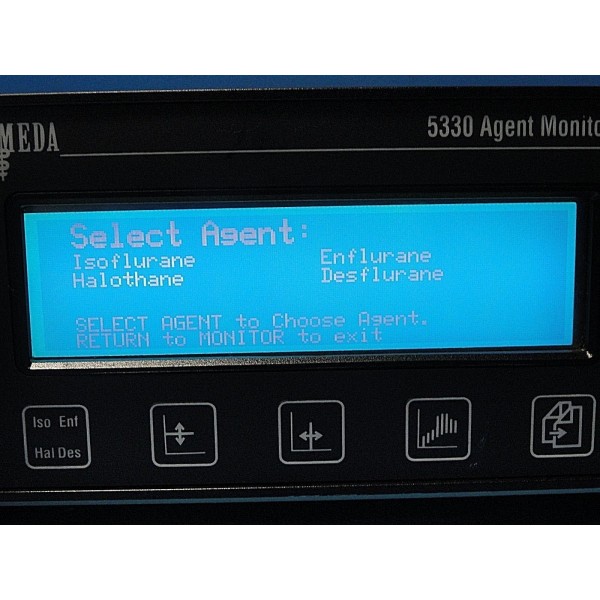 MEDA
5330 Agent Monito
Select Agent:
Isoflurane Enflurane
Halothane Desflurane
SELECT AGENT to Choose Agent.
RETURN to MONITOR to exit
Iso Enf
Hal Des